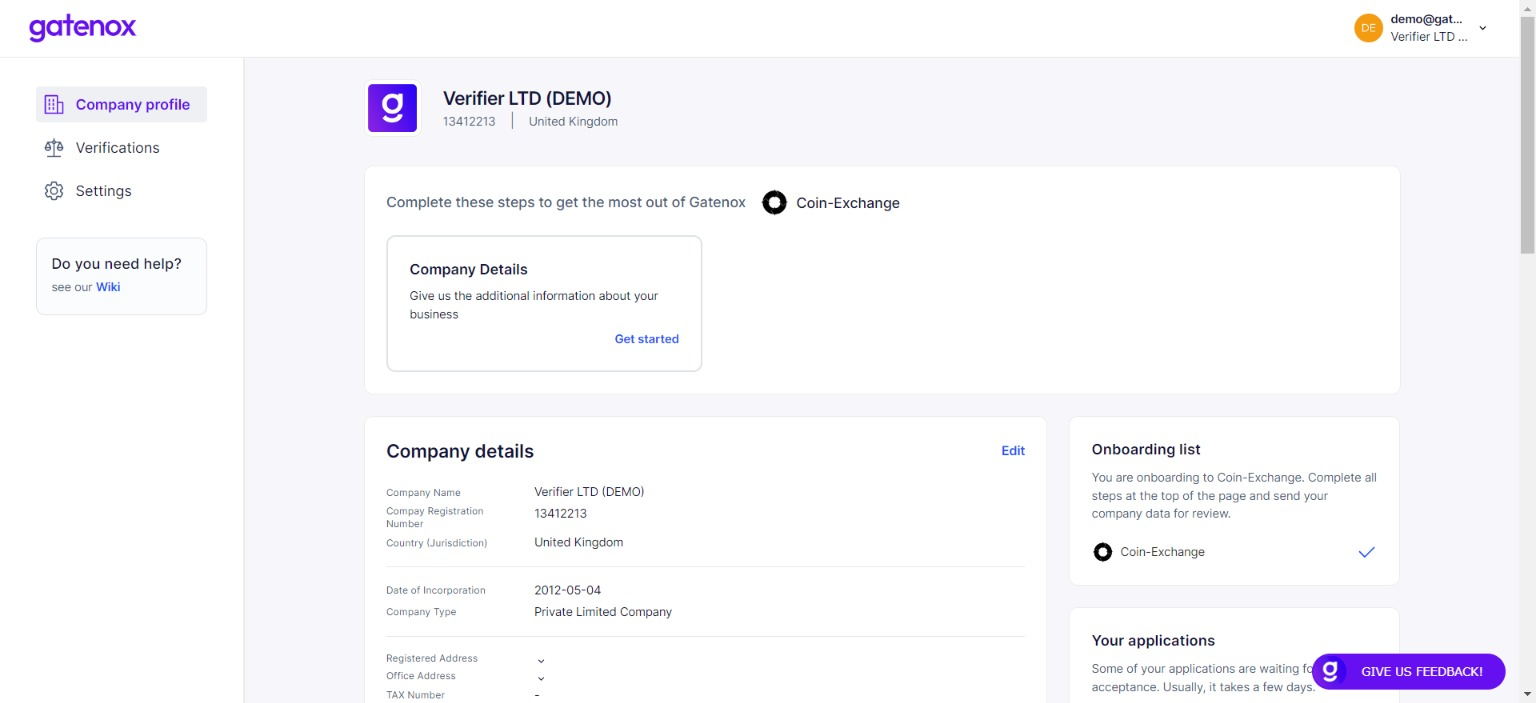 gatenox
DE
demo@gat...
Verifier LTD ...
Company profile
Verifications
Settings
Do you need help?
see our Wiki
g
Verifier LTD (DEMO)
13412213 | United Kingdom
Complete these steps to get the most out of Gatenox Coin-Exchange
Company Details
Give us the additional information about your
business
Get started
Company details
Edit
Company Name Verifier LTD (DEMO)
Compay Registration
Number
13412213
Country (Jurisdiction) United Kingdom
Date of Incorporation 2012-05-04
Company Type Private Limited Company
Registered Address
Office Address
TAX Number -
Onboarding list
You are onboarding to Coin-Exchange. Complete all
steps at the top of the page and send your
company data for review.
Coin-Exchange
Your applications
Some of your applications are waiting fo
acceptance. Usually, it takes a few days.
g GIVE US FEEDBACK!